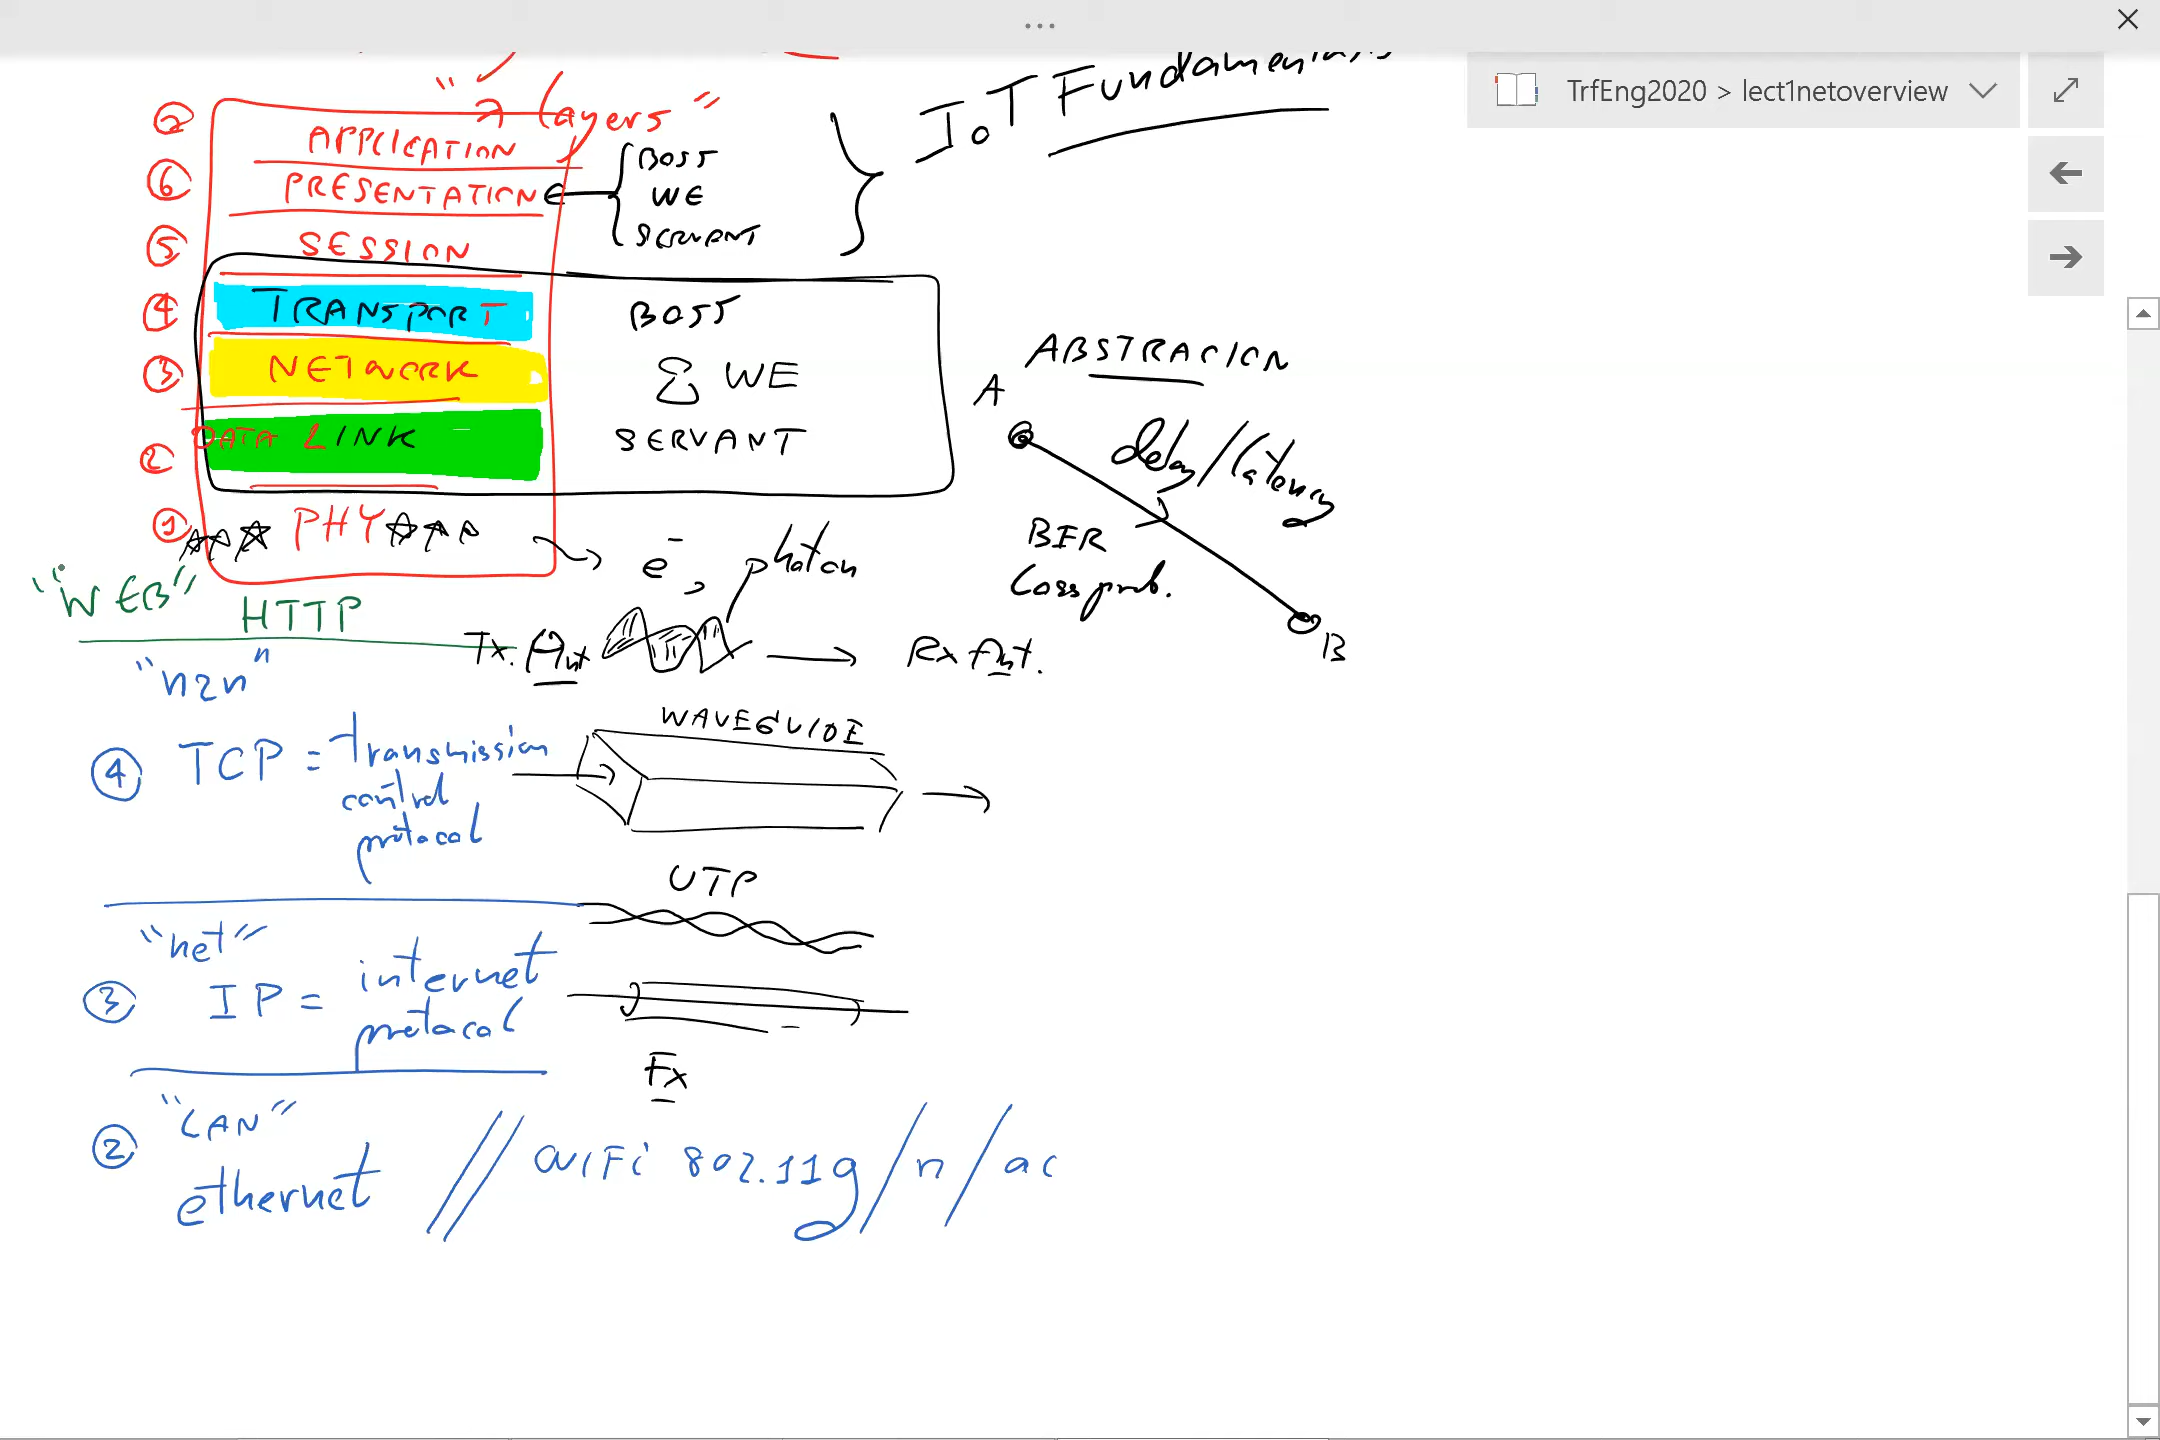 TrfEng2020 > lect1netoverview
IoT Fundamentals
" 7 layers "
7 APPLICATION
6 PRESENTATION
BOSS
WE
SERVANT
5 SESSION
4 TRANSPORT BOSS
3 NETWORK WE
2 DATA LINK SERVANT
1 PHY
e⁻, photon
ABSTRACION
A
delay/latency
BER
Loss prob.
B
"WEB" HTTP
Tx. Ant
Rx Ant.
"n2n"
4 TCP = transmission
control
protocol
WAVEGUIDE
UTP
"net"
3 IP = internet
protocol
Fx
"LAN"
2 ethernet // WiFi 802.11g/n/ac